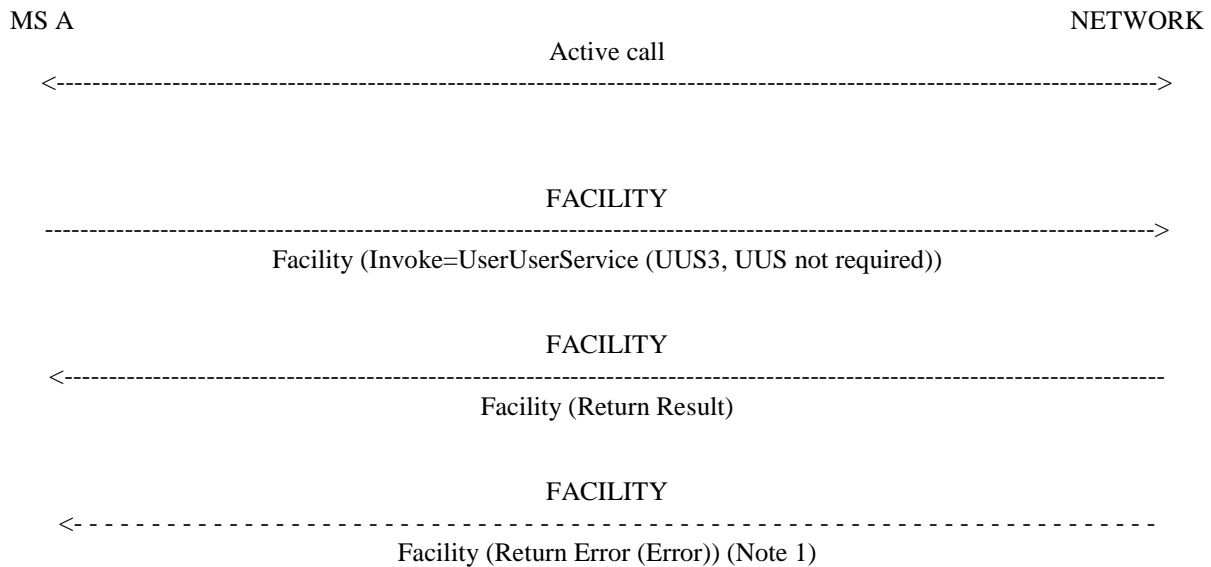 MS A NETWORK
Active call
<----------------------------------------------------------------------------------------------------------------------------->
FACILITY
------------------------------------------------------------------------------------------------------------------------------>
Facility (Invoke=UserUserService (UUS3, UUS not required))
FACILITY
<-----------------------------------------------------------------------------------------------------------------------------
Facility (Return Result)
FACILITY
<- - - - - - - - - - - - - - - - - - - - - - - - - - - - - - - - - - - - - - - - - - - - - - - - - - - - - - - - - - - - - - - - - - - - - -
Facility (Return Error (Error)) (Note 1)